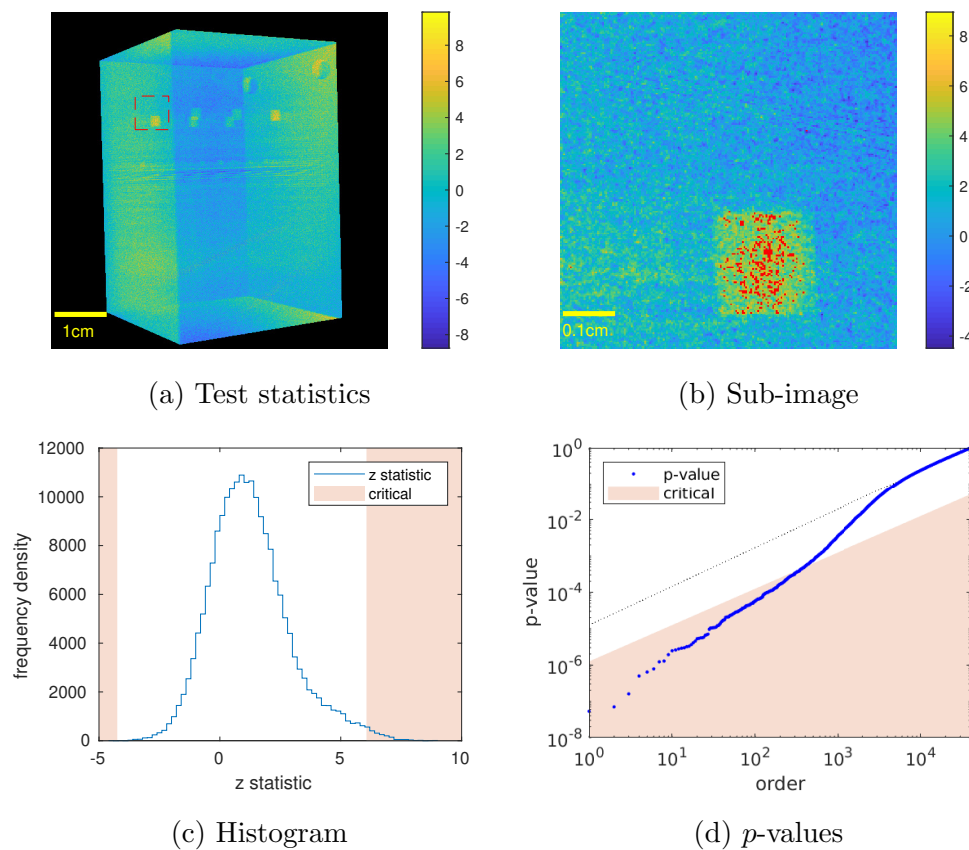 8
6
4
2
0
-2
-4
-6
-8
1cm
8
6
4
2
0
-2
-4
0.1cm
(a) Test statistics
(b) Sub-image
12000
10000
8000
6000
4000
2000
0
-5 0 5 10
z statistic
frequency density
z statistic
critical
10^0
10^-2
10^-4
10^-6
10^-8
10^0 10^1 10^2 10^3 10^4
order
p-value
p-value
critical
(c) Histogram
(d) p-values